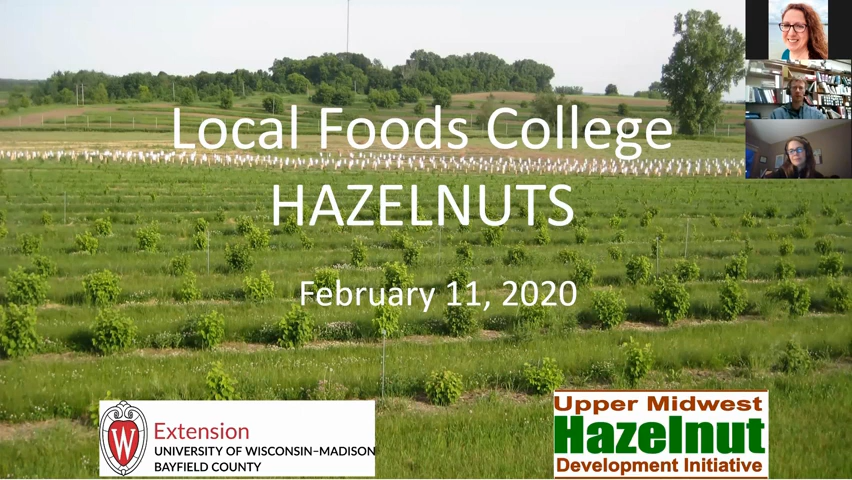 Local Foods College
HAZELNUTS
February 11, 2020
W
Extension
UNIVERSITY OF WISCONSIN–MADISON
BAYFIELD COUNTY
Upper Midwest
Hazelnut
Development Initiative